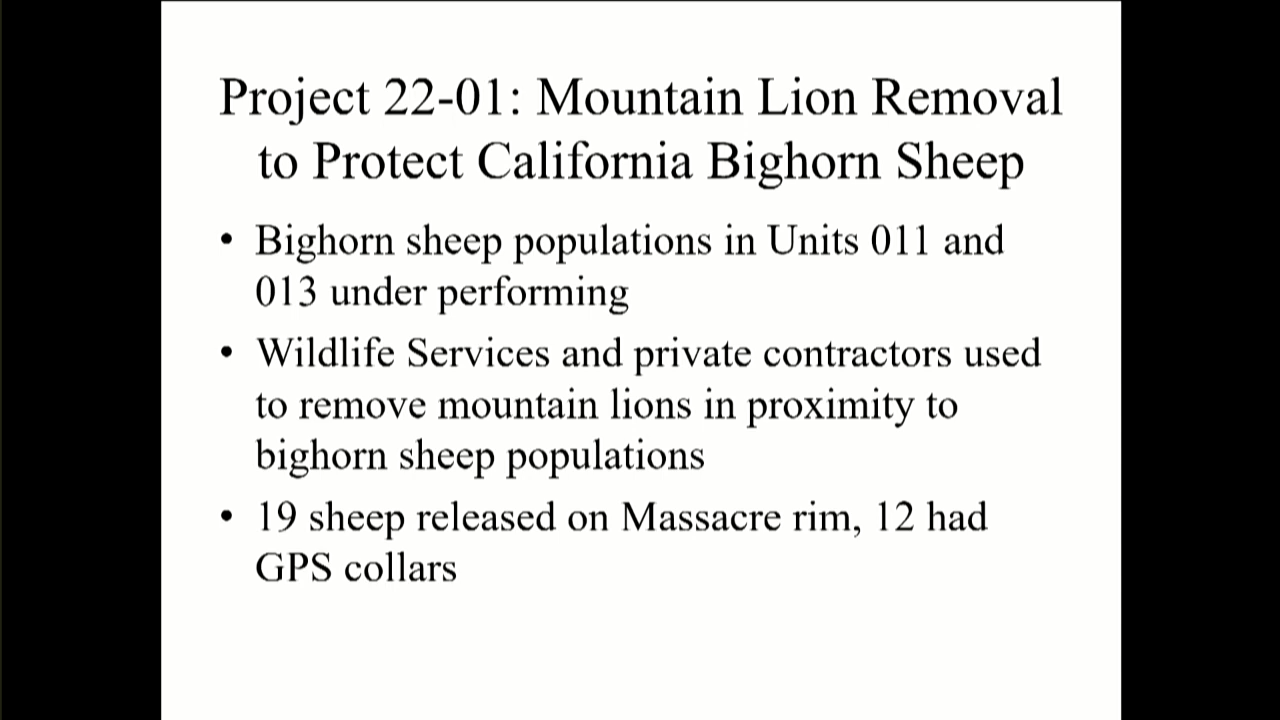 Project 22-01: Mountain Lion Removal
to Protect California Bighorn Sheep
• Bighorn sheep populations in Units 011 and
013 under performing
• Wildlife Services and private contractors used
to remove mountain lions in proximity to
bighorn sheep populations
• 19 sheep released on Massacre rim, 12 had
GPS collars